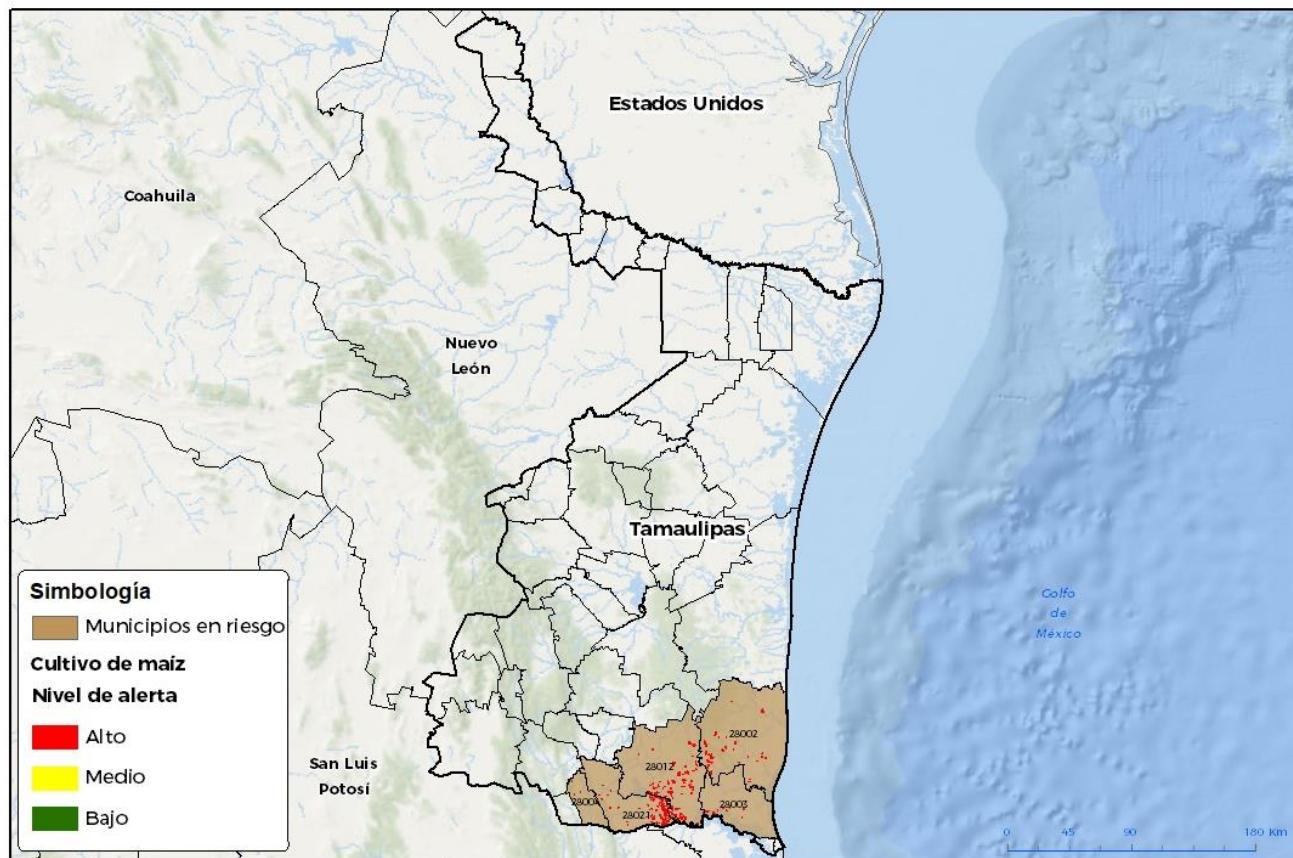 Estados Unidos
Coahuila
Nuevo
León
Tamaulipas
Golfo
de
México
San Luis
Potosí
28002
28012
28004
28021
28003
Simbología
Municipios en riesgo
Cultivo de maíz
Nivel de alerta
Alto
Medio
Bajo
0 45 90 180 Km